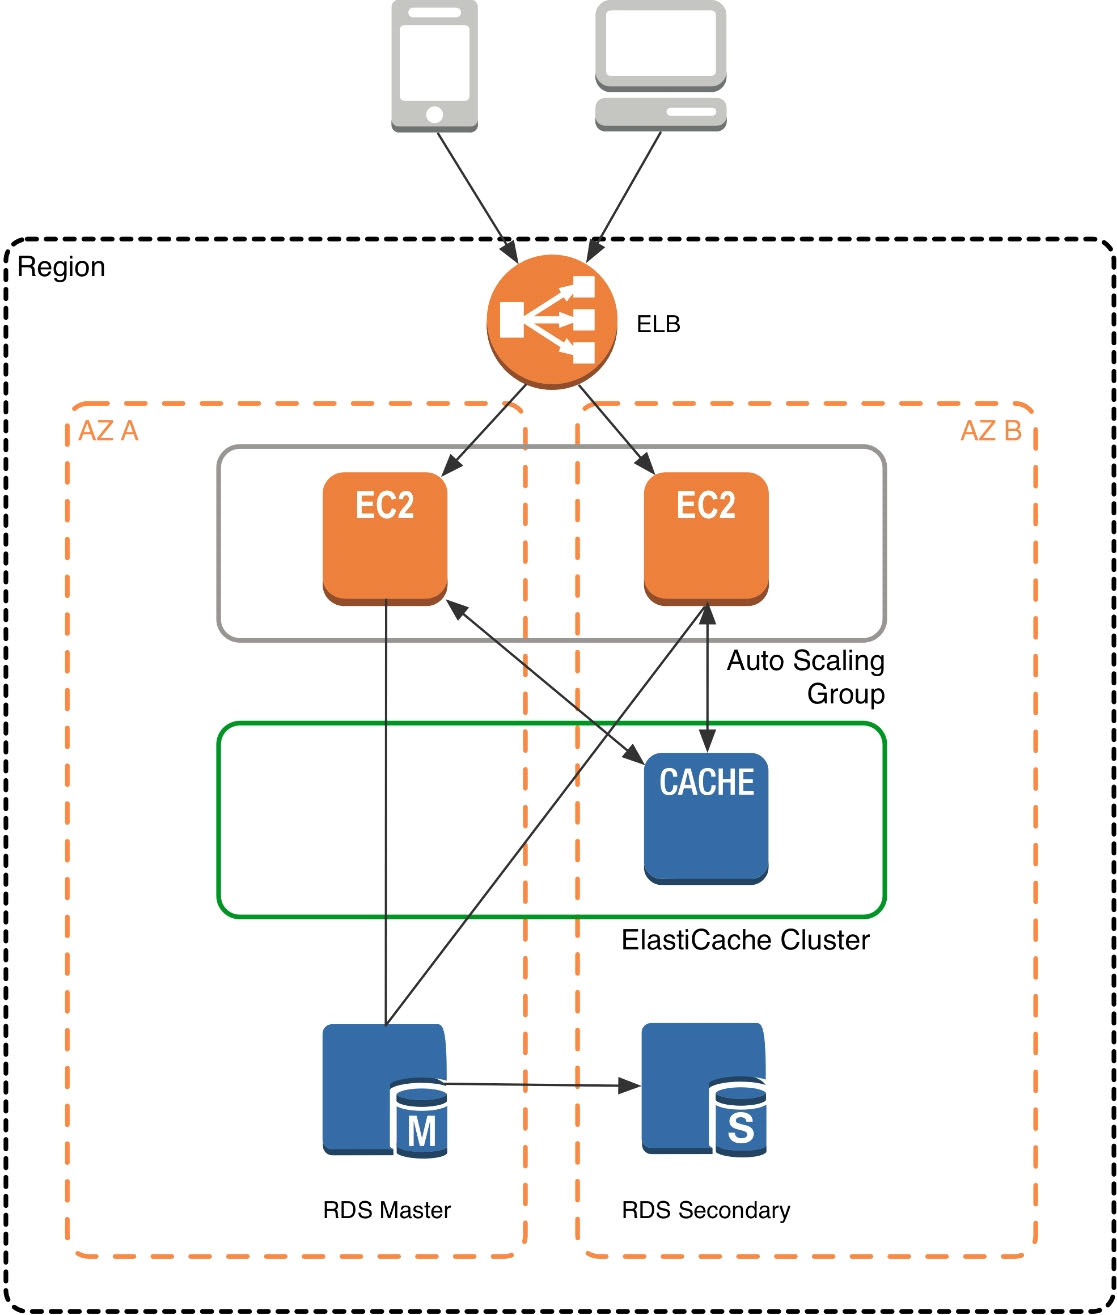 Region
ELB
AZ A
AZ B
EC2
EC2
Auto Scaling
Group
CACHE
ElastiCache Cluster
M
S
RDS Master
RDS Secondary